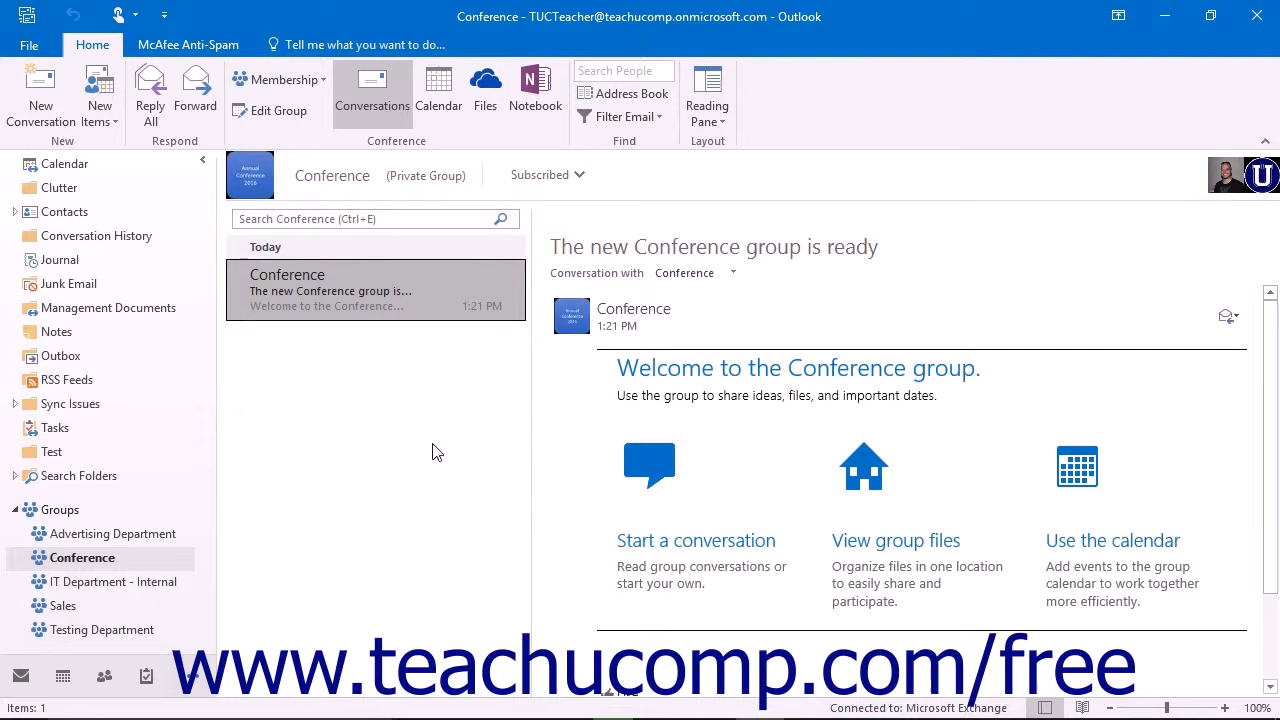 Conference - TUCTeacher@teachucomp.onmicrosoft.com - Outlook
File
Home
McAfee Anti-Spam
Tell me what you want to do...
New
Conversation
New
Items
New
Reply
All
Forward
Respond
Membership
Edit Group
Conversations
Calendar
Files
Notebook
Conference
Search People
Address Book
Filter Email
Find
Reading
Pane
Layout
Calendar
Clutter
Contacts
Conversation History
Journal
Junk Email
Management Documents
Notes
Outbox
RSS Feeds
Sync Issues
Tasks
Test
Search Folders
Groups
Advertising Department
Conference
IT Department - Internal
Sales
Testing Department
Annual
Conference
2016
Conference
(Private Group)
Subscribed
U
Search Conference (Ctrl+E)
Today
Conference
The new Conference group is...
Welcome to the Conference...
1:21 PM
The new Conference group is ready
Conversation with Conference
Annual
Conference
2016
Conference
1:21 PM
Welcome to the Conference group.
Use the group to share ideas, files, and important dates.
Start a conversation
Read group conversations or
start your own.
View group files
Organize files in one location
to easily share and
participate.
Use the calendar
Add events to the group
calendar to work together
more efficiently.
www.teachucomp.com/free
Items: 1
Connected to: Microsoft Exchange
100%